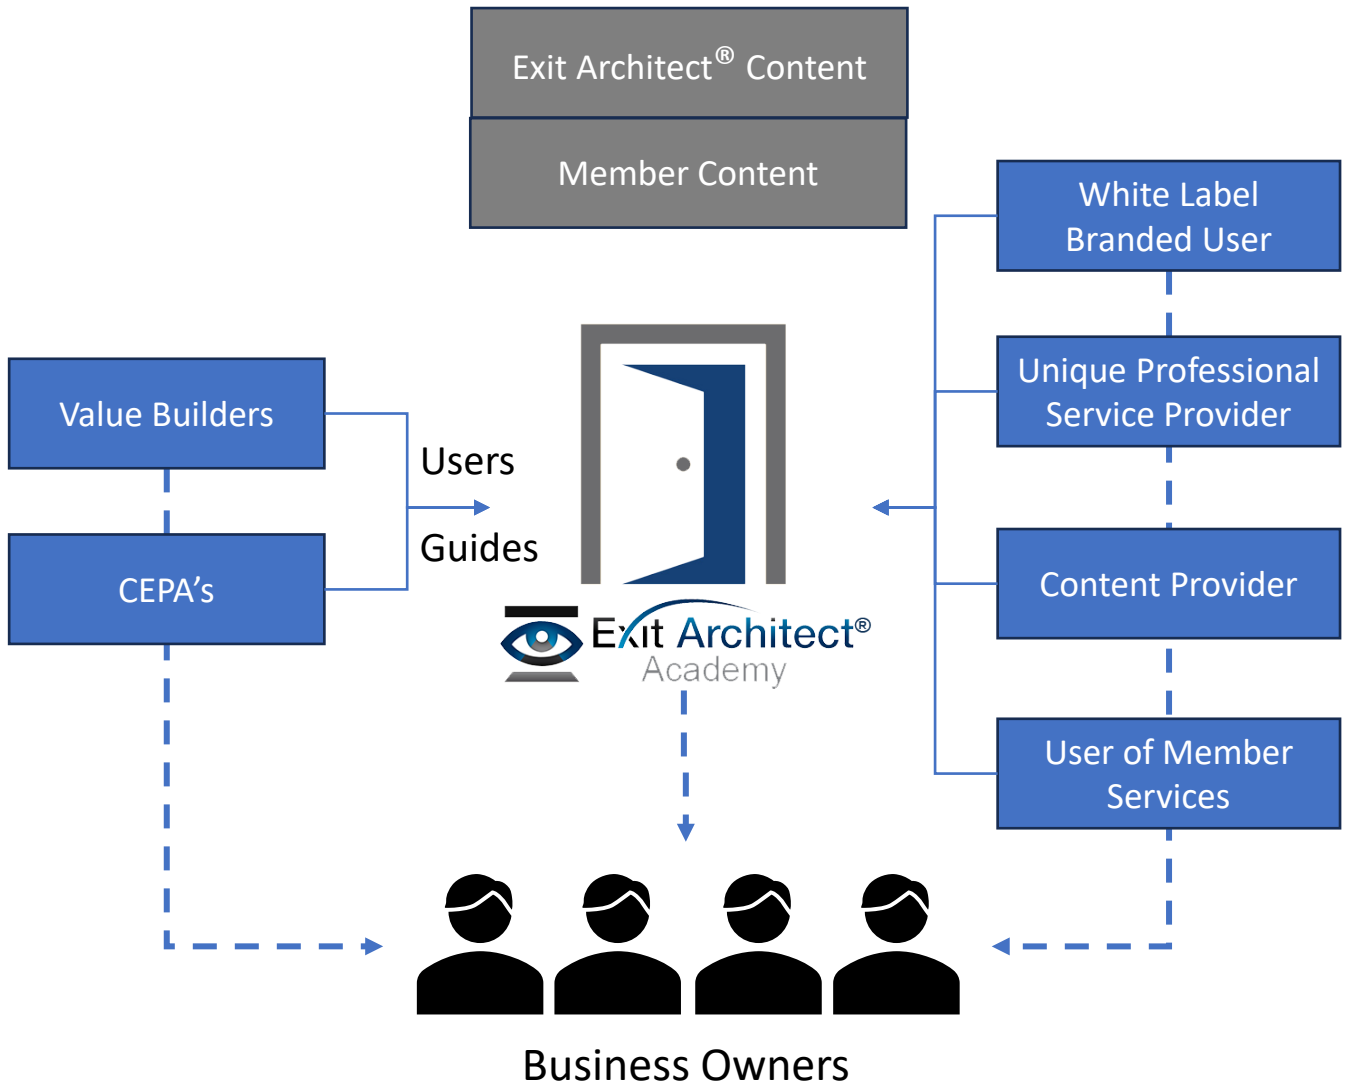 Exit Architect® Content
Member Content
White Label
Branded User
Unique Professional
Service Provider
Value Builders
Users
Guides
CEPA’s
Content Provider
Exit Architect®
Academy
User of Member
Services
Business Owners